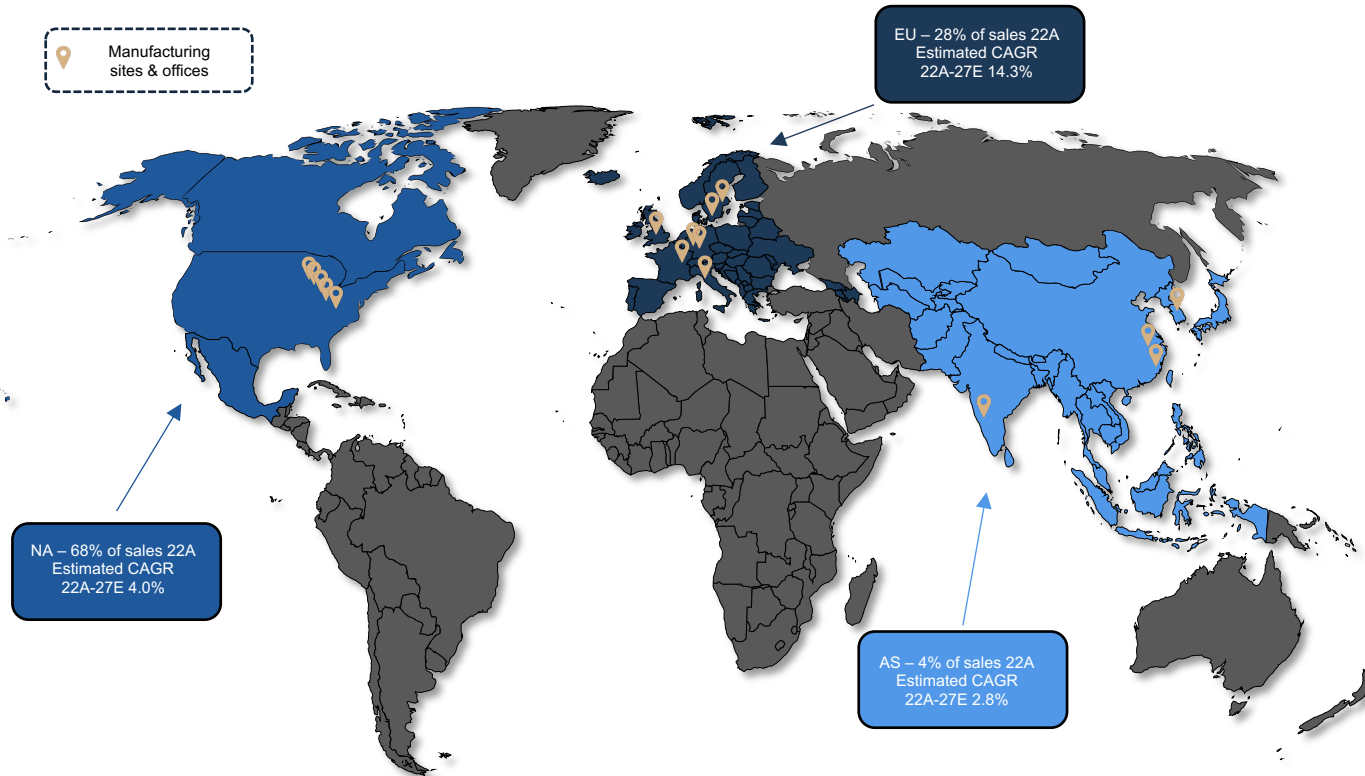 Manufacturing
sites & offices
EU – 28% of sales 22A
Estimated CAGR
22A-27E 14.3%
NA – 68% of sales 22A
Estimated CAGR
22A-27E 4.0%
AS – 4% of sales 22A
Estimated CAGR
22A-27E 2.8%